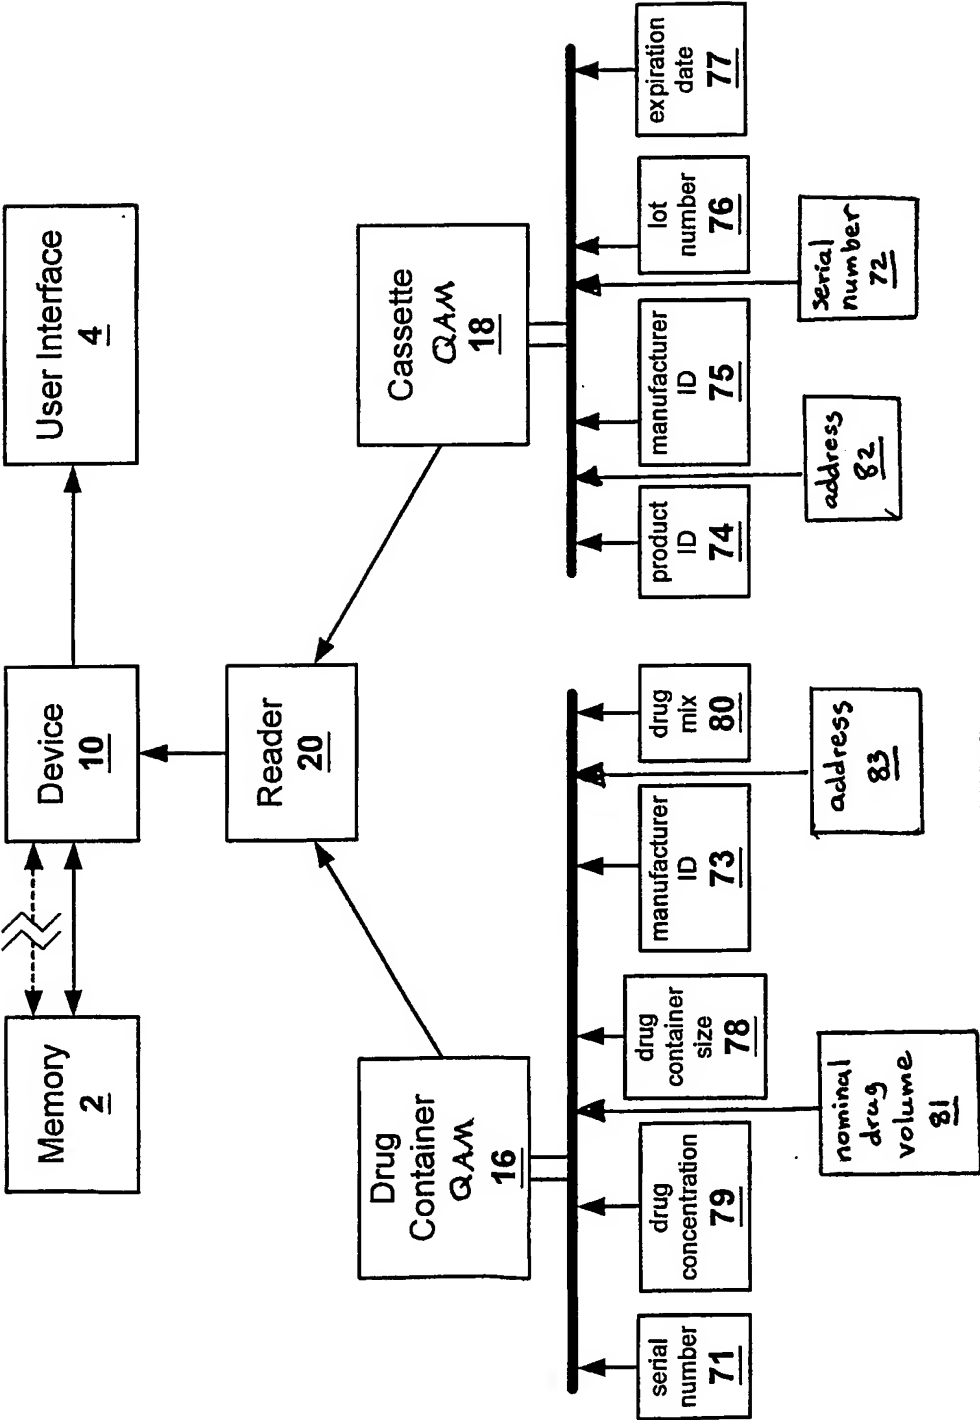 Memory
2
Device
10
User Interface
4
Reader
20
Drug
Container
QAM
16
Cassette
QAM
18
serial
number
71
drug
concentration
79
drug
container
size
78
manufacturer
ID
73
drug
mix
80
product
ID
74
manufacturer
ID
75
lot
number
76
expiration
date
77
nominal
drug
volume
81
address
83
address
82
serial
number
72